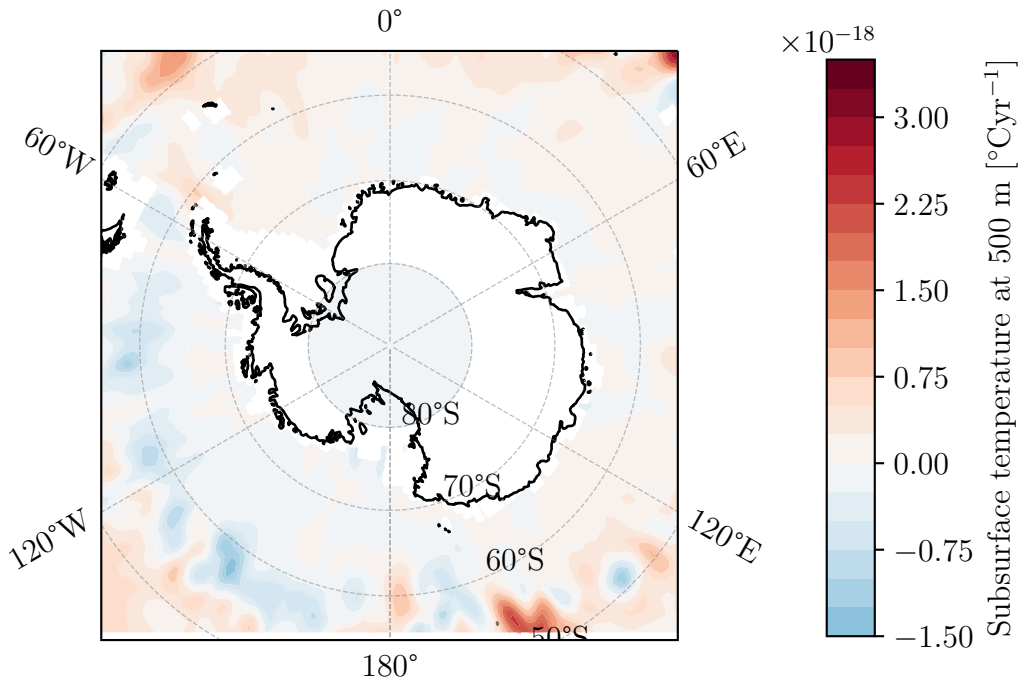 0°
×10⁻¹⁸
60°W
60°E
3.00
2.25
1.50
0.75
0.00
−0.75
−1.50
Subsurface temperature at 500 m [°Cyr⁻¹]
80°S
70°S
60°S
50°S
120°W
120°E
180°